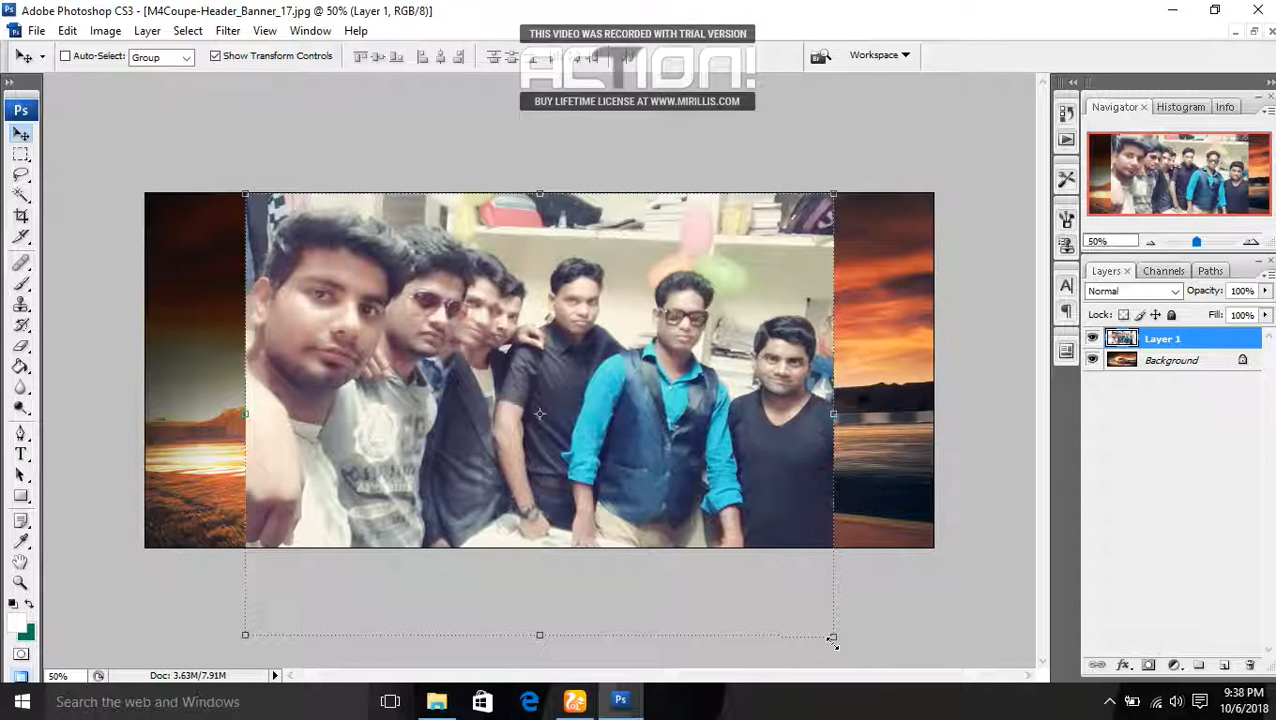 Adobe Photoshop CS3 - [M4Coupe-Header_Banner_17.jpg @ 50% (Layer 1, RGB/8)]
File Edit Image Layer Select Filter View Window Help
THIS VIDEO WAS RECORDED WITH TRIAL VERSION
ACTION!
BUY LIFETIME LICENSE AT WWW.MIRILLIS.COM
Auto-Select: Group Show Transform Controls Workspace
Ps
Navigator Histogram Info
50%
Layers Channels Paths
Normal Opacity: 100%
Lock: Fill: 100%
Layer 1
Background
50% Doc: 3.63M/7.91M
Search the web and Windows
9:38 PM
10/6/2018